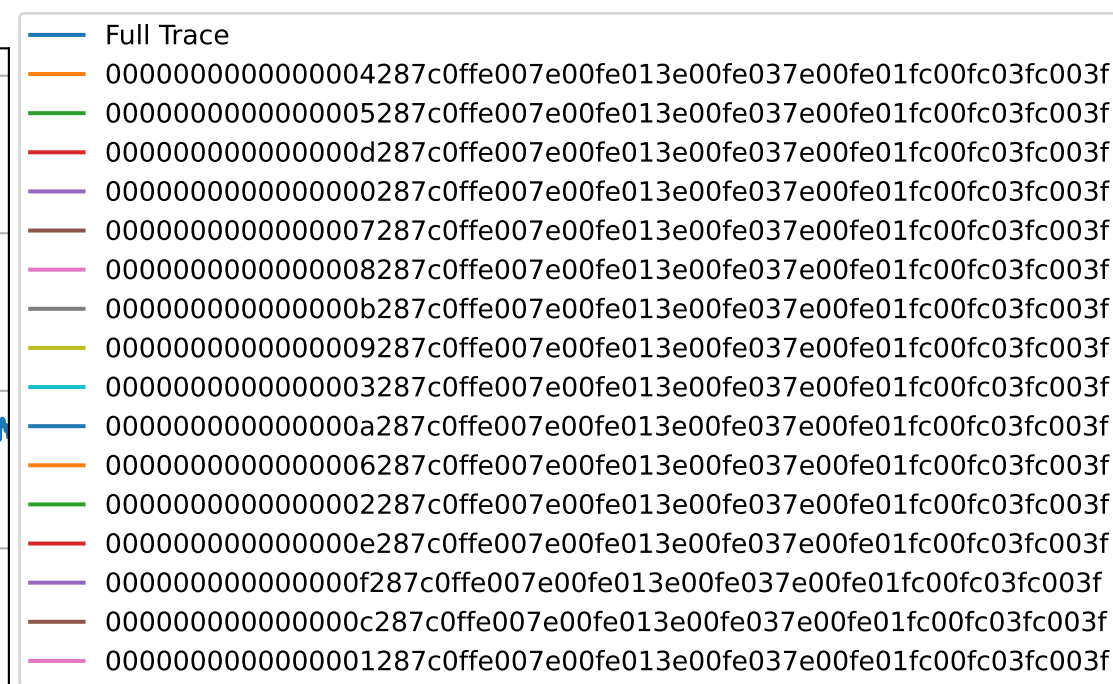 Full Trace
0000000000000004287c0ffe007e00fe013e00fe037e00fe01fc00fc03fc003f
0000000000000005287c0ffe007e00fe013e00fe037e00fe01fc00fc03fc003f
000000000000000d287c0ffe007e00fe013e00fe037e00fe01fc00fc03fc003f
0000000000000000287c0ffe007e00fe013e00fe037e00fe01fc00fc03fc003f
0000000000000007287c0ffe007e00fe013e00fe037e00fe01fc00fc03fc003f
0000000000000008287c0ffe007e00fe013e00fe037e00fe01fc00fc03fc003f
000000000000000b287c0ffe007e00fe013e00fe037e00fe01fc00fc03fc003f
0000000000000009287c0ffe007e00fe013e00fe037e00fe01fc00fc03fc003f
0000000000000003287c0ffe007e00fe013e00fe037e00fe01fc00fc03fc003f
000000000000000a287c0ffe007e00fe013e00fe037e00fe01fc00fc03fc003f
0000000000000006287c0ffe007e00fe013e00fe037e00fe01fc00fc03fc003f
0000000000000002287c0ffe007e00fe013e00fe037e00fe01fc00fc03fc003f
000000000000000e287c0ffe007e00fe013e00fe037e00fe01fc00fc03fc003f
000000000000000f287c0ffe007e00fe013e00fe037e00fe01fc00fc03fc003f
000000000000000c287c0ffe007e00fe013e00fe037e00fe01fc00fc03fc003f
0000000000000001287c0ffe007e00fe013e00fe037e00fe01fc00fc03fc003f